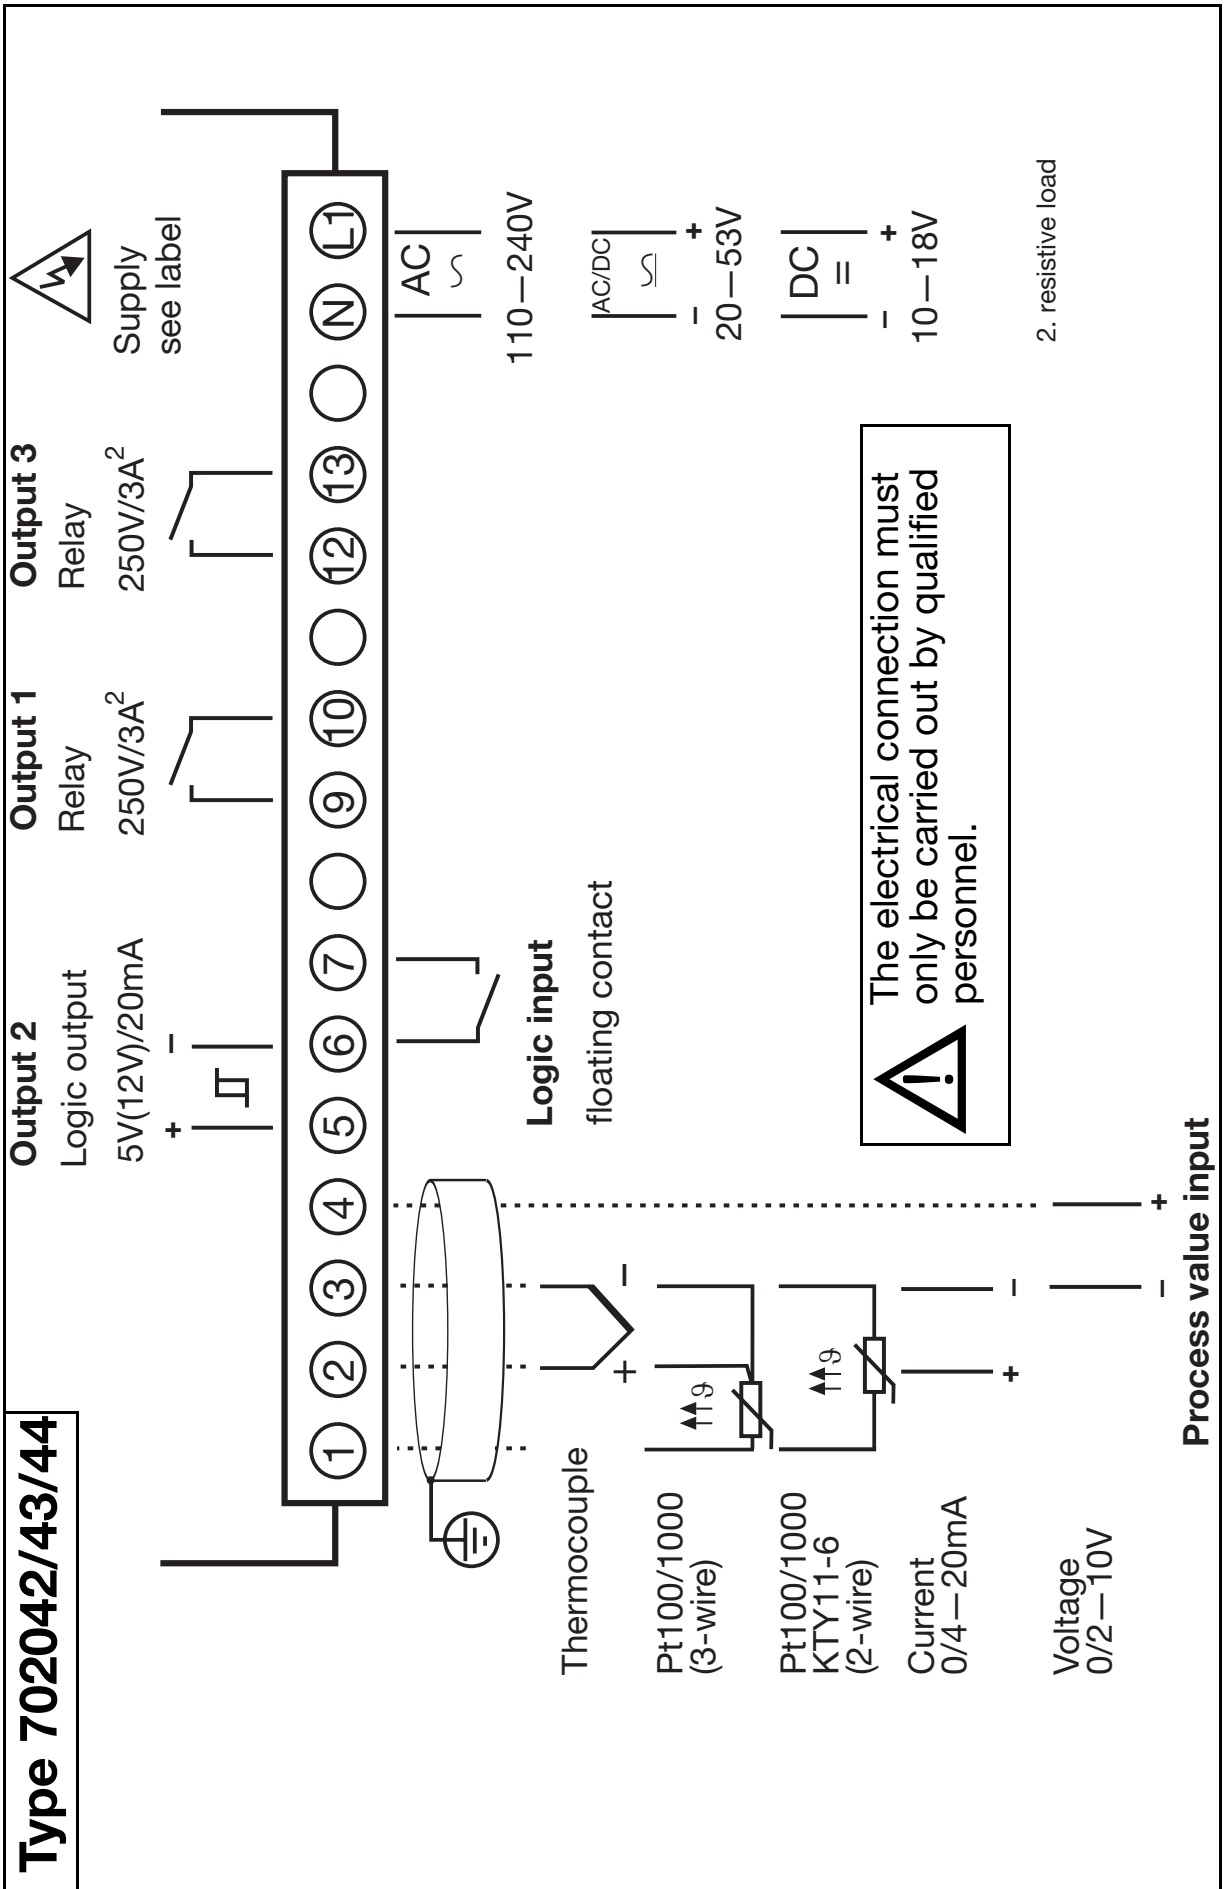 Type 702042/43/44
Output 2
Logic output
5V(12V)/20mA
+ −
Output 1
Relay
250V/3A²
Output 3
Relay
250V/3A²
Supply
see label
1 2 3 4 5 6 7 9 10 12 13 N L1
Logic input
floating contact
AC
110–240V
AC/DC
− +
20–53V
DC
− +
10–18V
2. resistive load
Thermocouple
+ −
Pt100/1000
(3-wire)
ϑ
Pt100/1000
KTY11-6
(2-wire)
ϑ
Current
0/4–20mA
+ −
Voltage
0/2–10V
− +
Process value input
The electrical connection must
only be carried out by qualified
personnel.